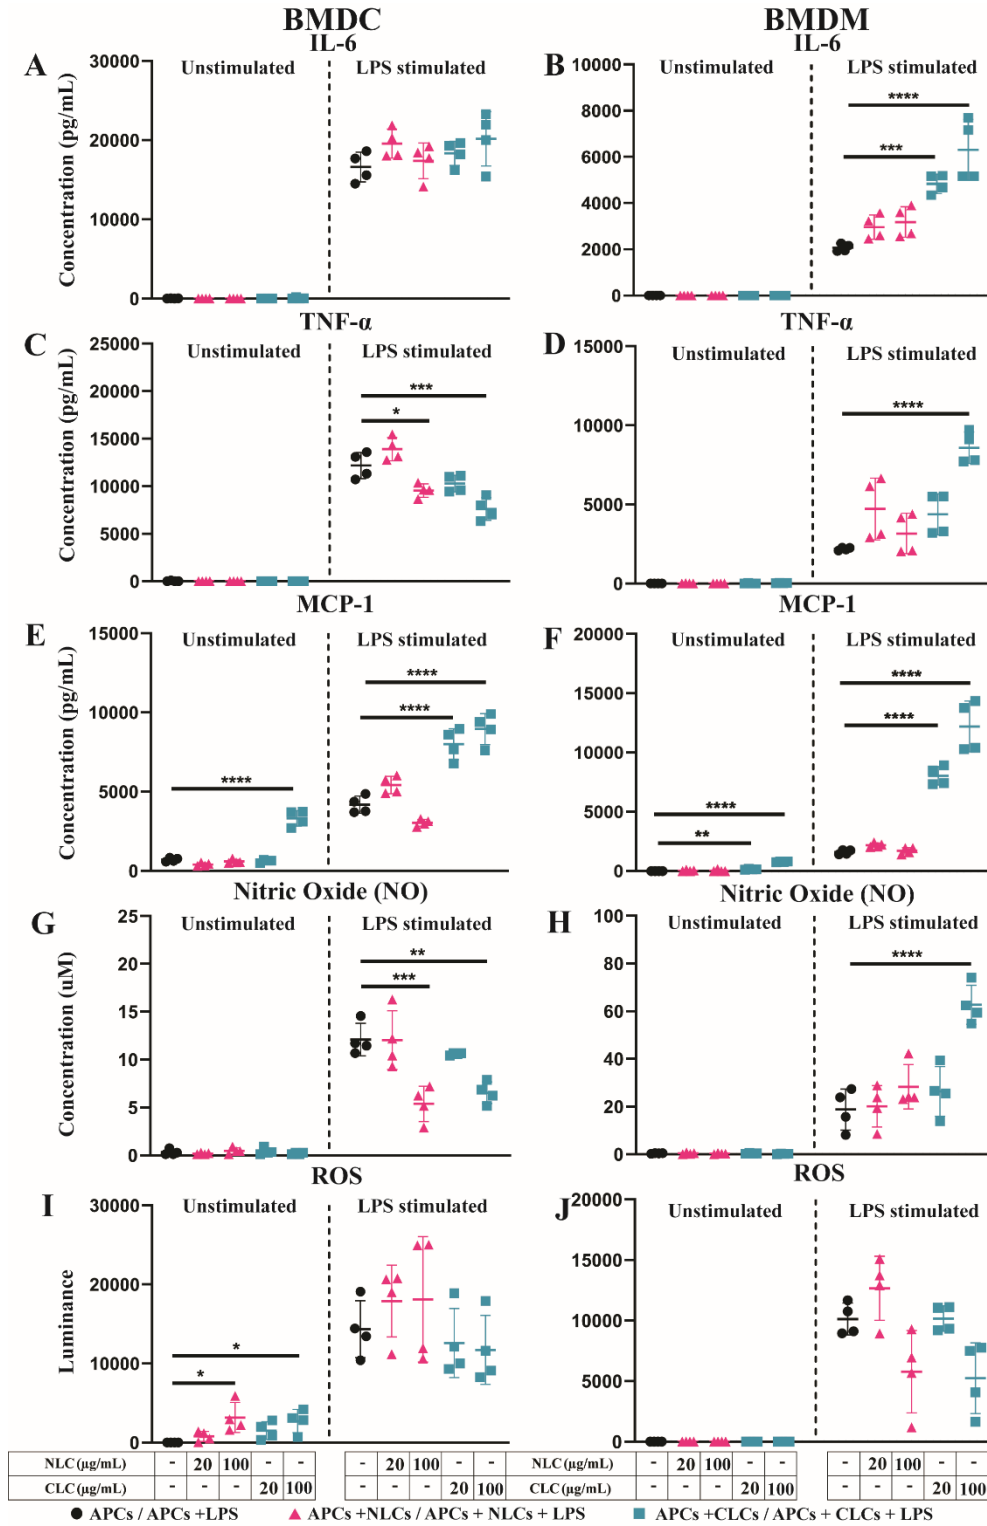 BMDC
BMDM
IL-6
IL-6
A
B
Unstimulated
LPS stimulated
Unstimulated
LPS stimulated
Concentration (pg/mL)
30000
20000
10000
0
10000
8000
6000
4000
2000
0
****
***
TNF-α
TNF-α
C
D
Unstimulated
LPS stimulated
Unstimulated
LPS stimulated
Concentration (pg/mL)
25000
20000
15000
10000
5000
0
***
*
15000
10000
5000
0
****
MCP-1
MCP-1
E
F
Unstimulated
LPS stimulated
Unstimulated
LPS stimulated
Concentration (pg/mL)
15000
10000
5000
0
****
****
****
20000
15000
10000
5000
0
****
**
****
****
Nitric Oxide (NO)
Nitric Oxide (NO)
G
H
Unstimulated
LPS stimulated
Unstimulated
LPS stimulated
Concentration (uM)
25
20
15
10
5
0
**
***
100
80
60
40
20
0
****
ROS
ROS
I
J
Unstimulated
LPS stimulated
Unstimulated
LPS stimulated
Luminance
30000
20000
10000
0
*
*
20000
15000
10000
5000
0
NLC (µg/mL) - 20 100 - - - 20 100 - - NLC (µg/mL) - 20 100 - - - 20 100 - -
CLC (µg/mL) - - - 20 100 - - - 20 100 CLC (µg/mL) - - - 20 100 - - - 20 100
APCs / APCs +LPS APCs +NLCs / APCs + NLCs + LPS APCs +CLCs / APCs + CLCs + LPS